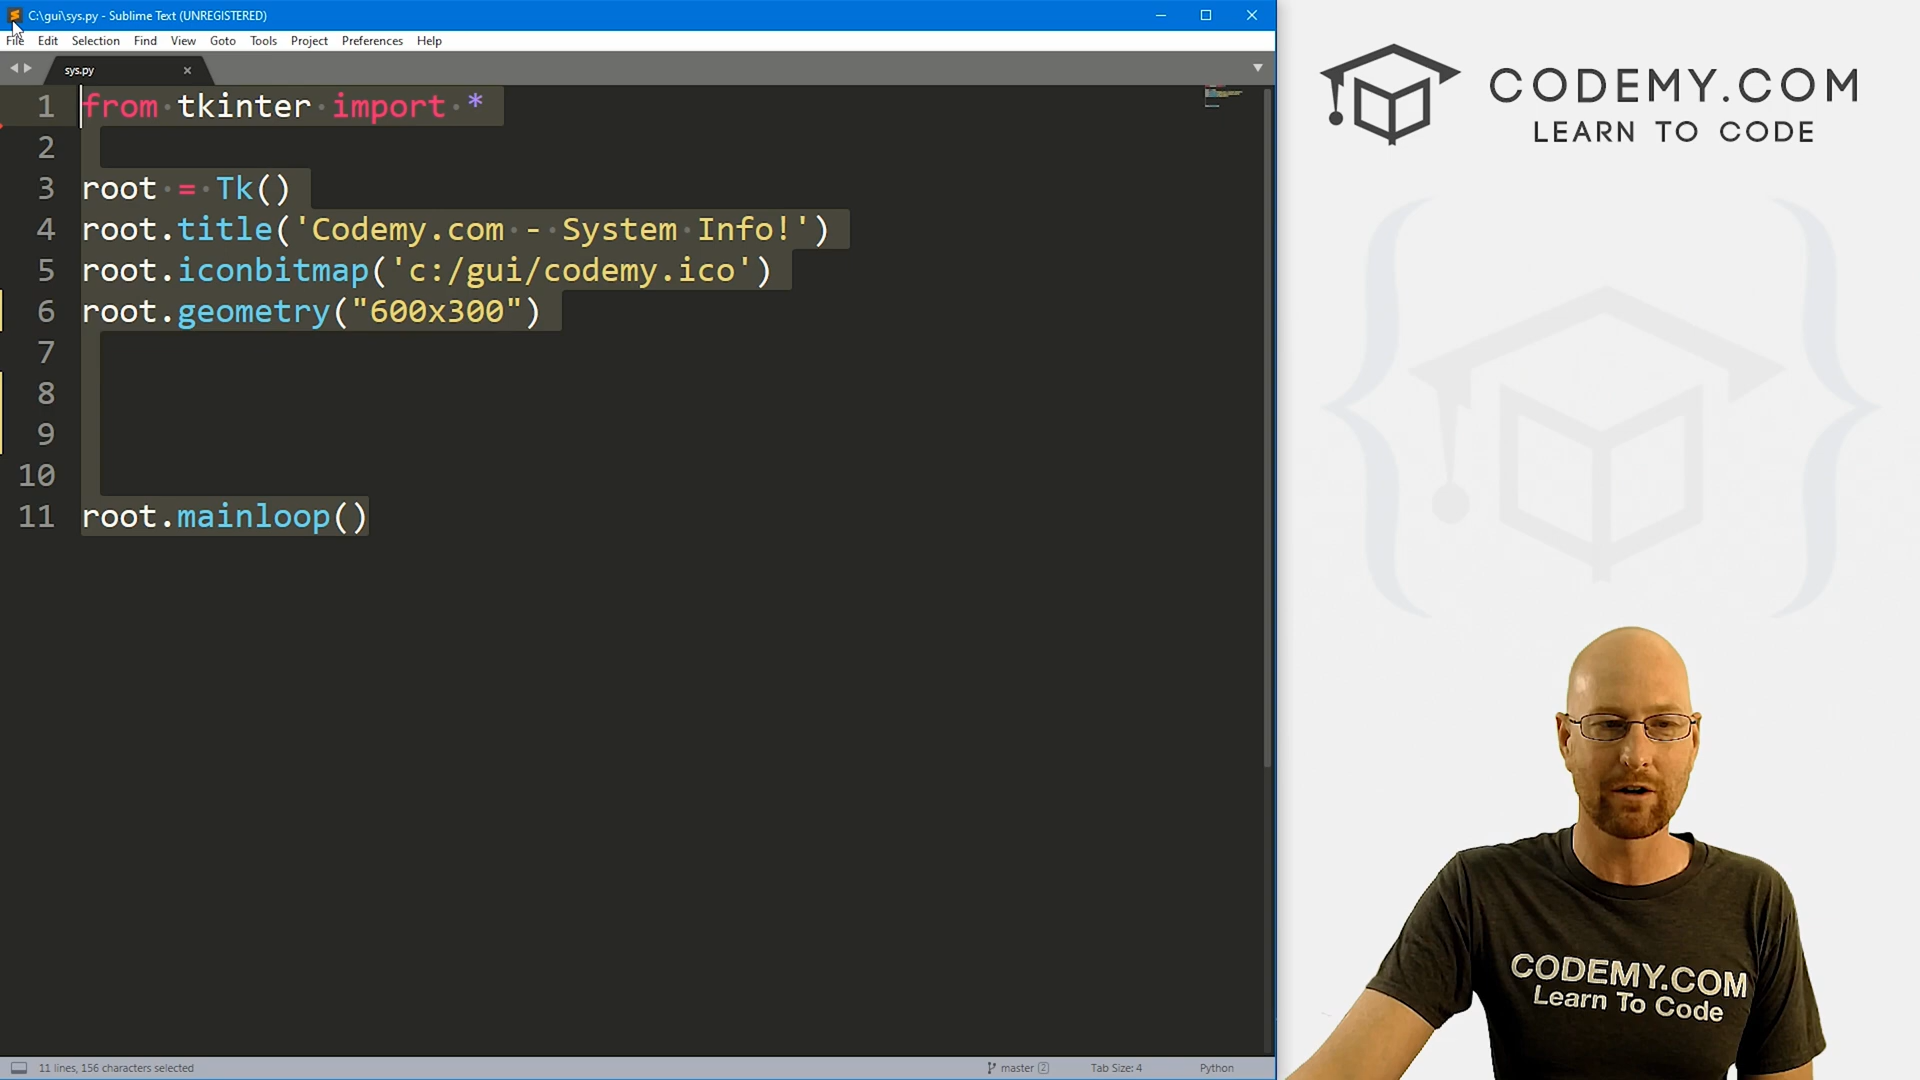 C:\gui\sys.py - Sublime Text (UNREGISTERED)
File Edit Selection Find View Goto Tools Project Preferences Help
sys.py
1 from tkinter import *
2
3 root = Tk()
4 root.title('Codemy.com - System Info!')
5 root.iconbitmap('c:/gui/codemy.ico')
6 root.geometry("600x300")
7
8
9
10
11 root.mainloop()
11 lines, 156 characters selected
master 2
Tab Size: 4
Python
CODEMY.COM
LEARN TO CODE
CODEMY.COM
Learn To Code